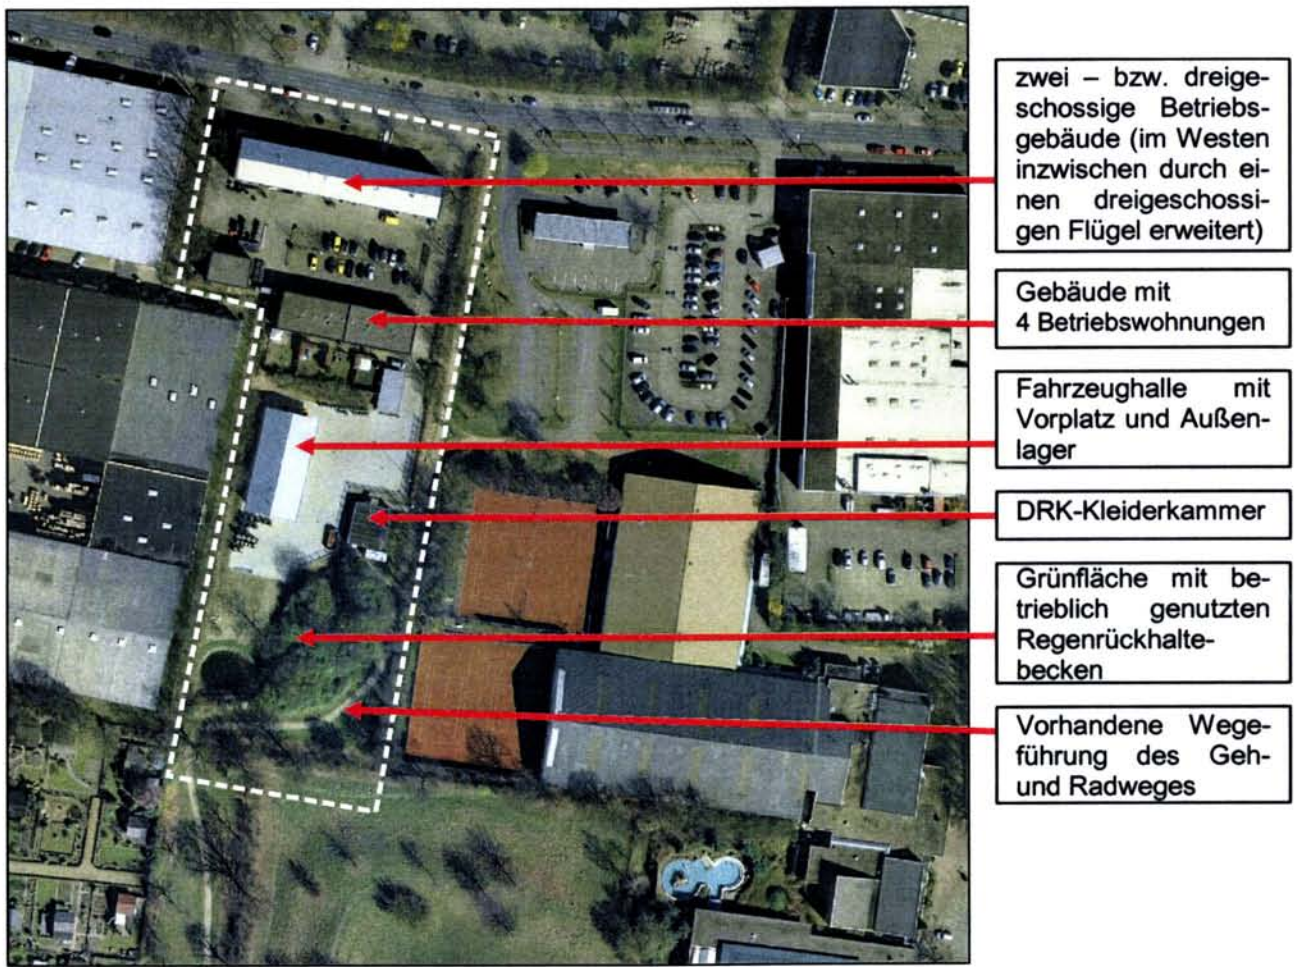 zwei – bzw. dreige-
schossige Betriebs-
gebäude (im Westen
inzwischen durch ei-
nen dreigeschossi-
gen Flügel erweitert)
Gebäude mit
4 Betriebswohnungen
Fahrzeughalle mit
Vorplatz und Außen-
lager
DRK-Kleiderkammer
Grünfläche mit be-
trieblich genutzten
Regenrückhalte-
becken
Vorhandene Wege-
führung des Geh-
und Radweges